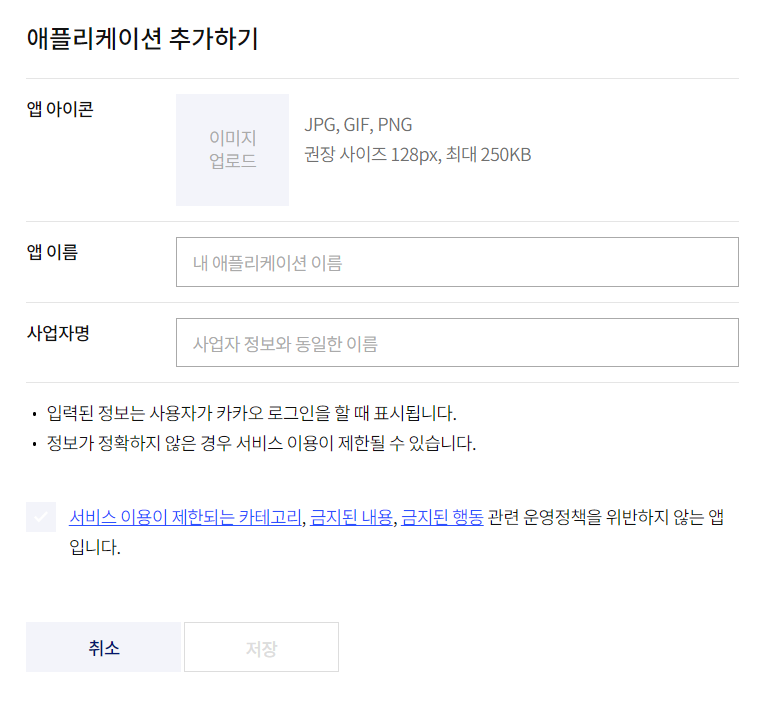 애플리케이션 추가하기
앱 아이콘
이미지
업로드
JPG, GIF, PNG
권장 사이즈 128px, 최대 250KB
앱 이름
내 애플리케이션 이름
사업자명
사업자 정보와 동일한 이름
• 입력된 정보는 사용자가 카카오 로그인을 할 때 표시됩니다.
• 정보가 정확하지 않은 경우 서비스 이용이 제한될 수 있습니다.
서비스 이용이 제한되는 카테고리, 금지된 내용, 금지된 행동 관련 운영정책을 위반하지 않는 앱
입니다.
취소
저장